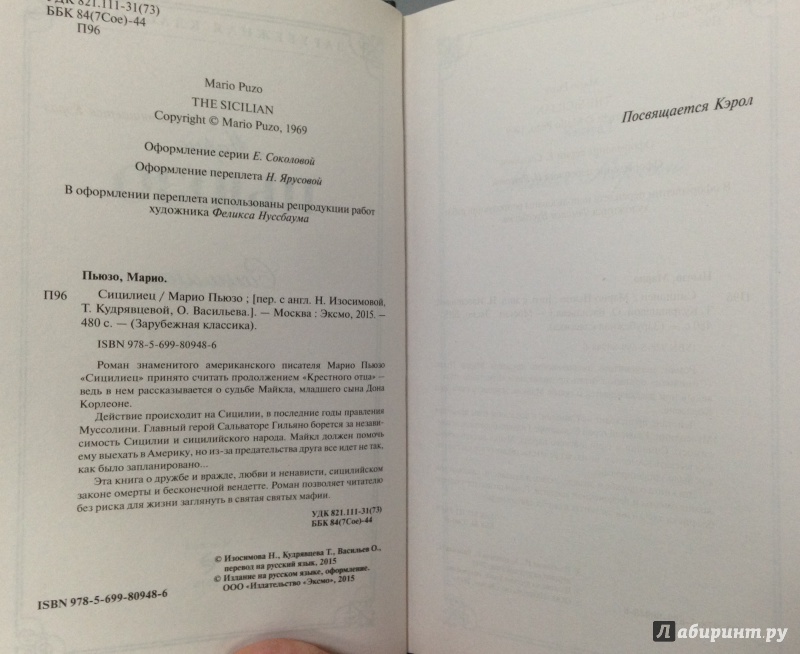 УДК 821.111-31(73)
ББК 84(7Сое)-44
П96
Mario Puzo
THE SICILIAN
Copyright © Mario Puzo, 1969
Оформление серии Е. Соколовой
Оформление переплета Н. Ярусовой
В оформлении переплета использованы репродукции работ
художника Феликса Нуссбаума
Пьюзо, Марио.
П96 Сицилиец / Марио Пьюзо ; [пер. с англ. Н. Изосимовой,
Т. Кудрявцевой, О. Васильева.]. — Москва : Эксмо, 2015. —
480 с. — (Зарубежная классика).
ISBN 978-5-699-80948-6
Роман знаменитого американского писателя Марио Пьюзо
«Сицилиец» принято считать продолжением «Крестного отца» –
ведь в нем рассказывается о судьбе Майкла, младшего сына Дона
Корлеоне.
Действие происходит на Сицилии, в последние годы правления
Муссолини. Главный герой Сальваторе Гильяно борется за незави-
симость Сицилии и сицилийского народа. Майкл должен помочь
ему выехать в Америку, но из-за предательства друга все идет не так,
как было запланировано...
Эта книга о дружбе и вражде, любви и ненависти, сицилийском
законе омерты и бесконечной вендетте. Роман позволяет читателю
без риска для жизни заглянуть в святая святых мафии.
УДК 821.111-31(73)
ББК 84(7Сое)-44
© Изосимова Н., Кудрявцева Т., Васильев О.,
перевод на русский язык, 2015
© Издание на русском языке, оформление.
ООО «Издательство «Эксмо», 2015
ISBN 978-5-699-80948-6
Посвящается Кэрол
Лабиринт.ру